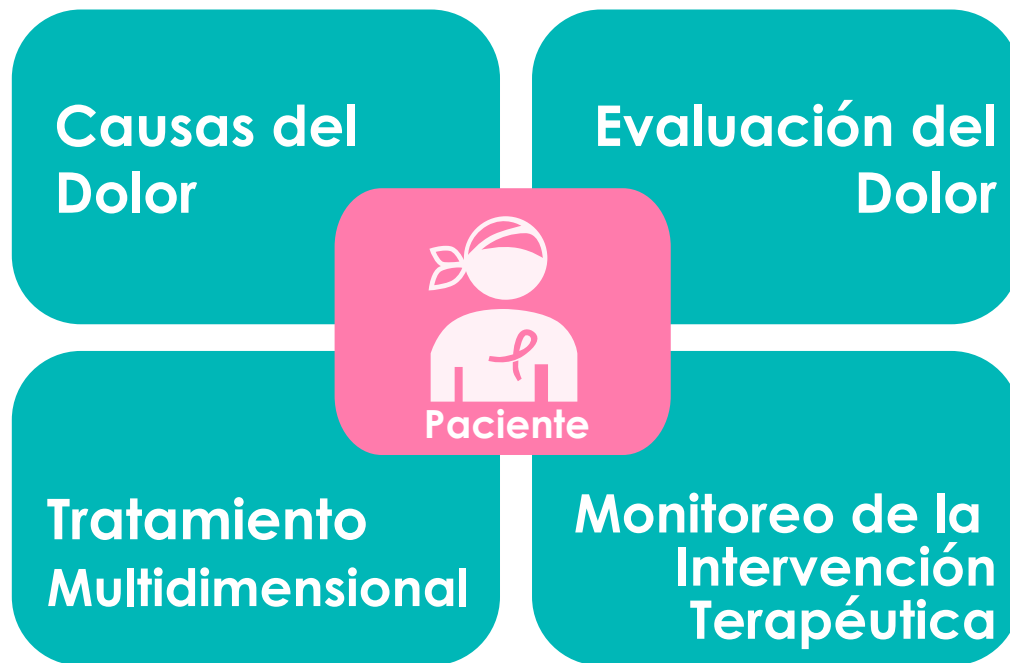 Causas del
Dolor
Evaluación del
Dolor
Paciente
Tratamiento
Multidimensional
Monitoreo de la
Intervención
Terapéutica